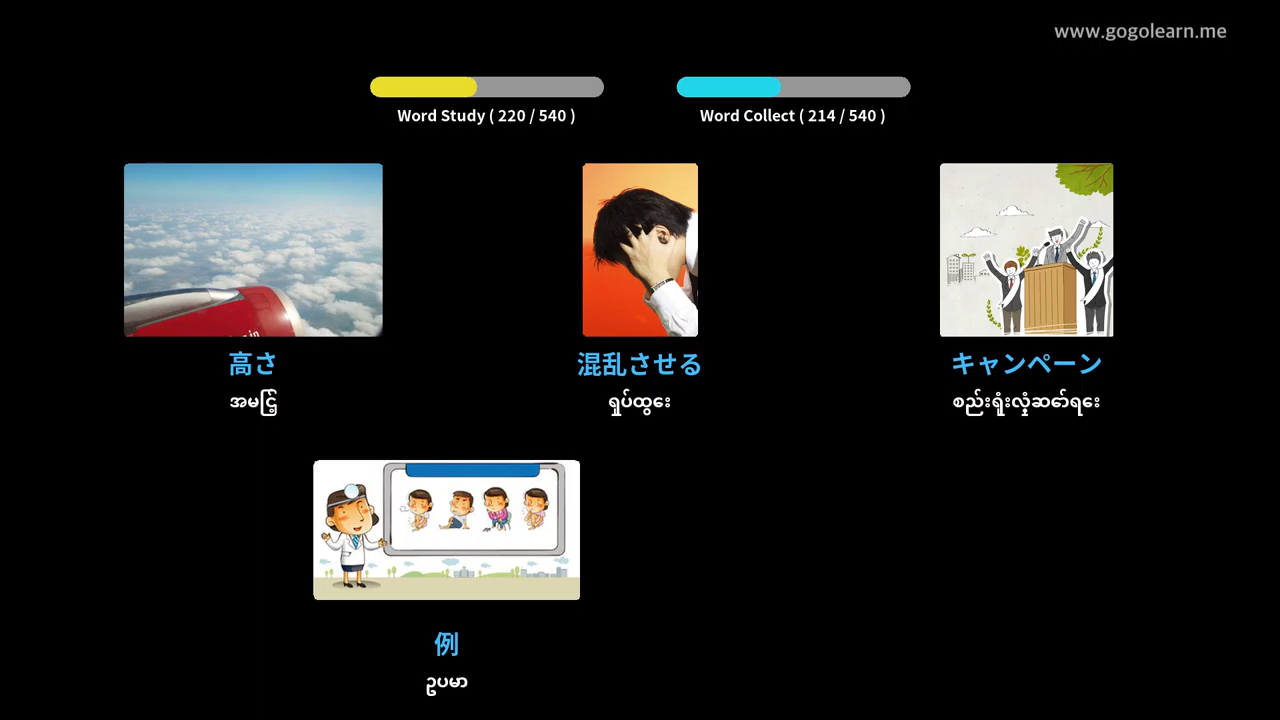 www.gogolearn.me
Word Study ( 220 / 540 )
Word Collect ( 214 / 540 )
高さ
混乱させる
キャンペーン
အမြင့်
ရှုပ်ထွေး
စည်းရုံးလှုံ့ဆော်ရေး
例
ဥပမာ